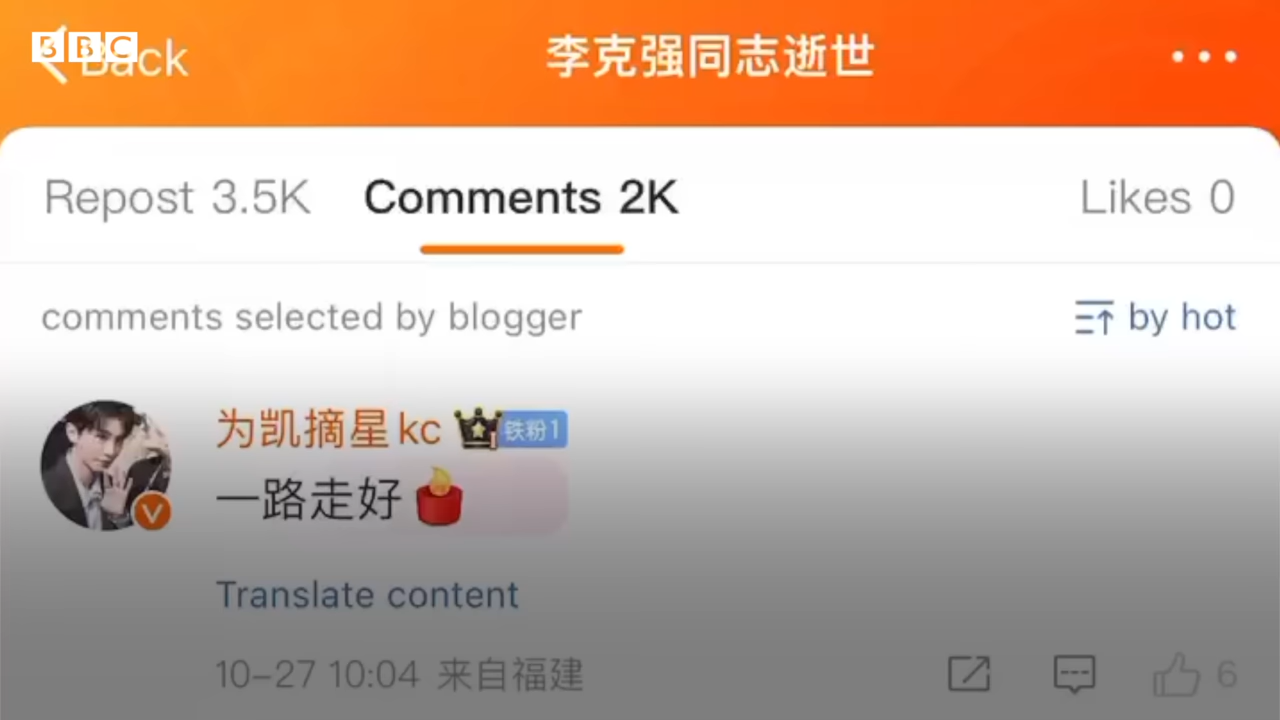 BBC
Back
李克强同志逝世
Repost 3.5K Comments 2K Likes 0
comments selected by blogger by hot
为凯摘星kc 铁粉1
一路走好
Translate content
10-27 10:04 来自福建 6